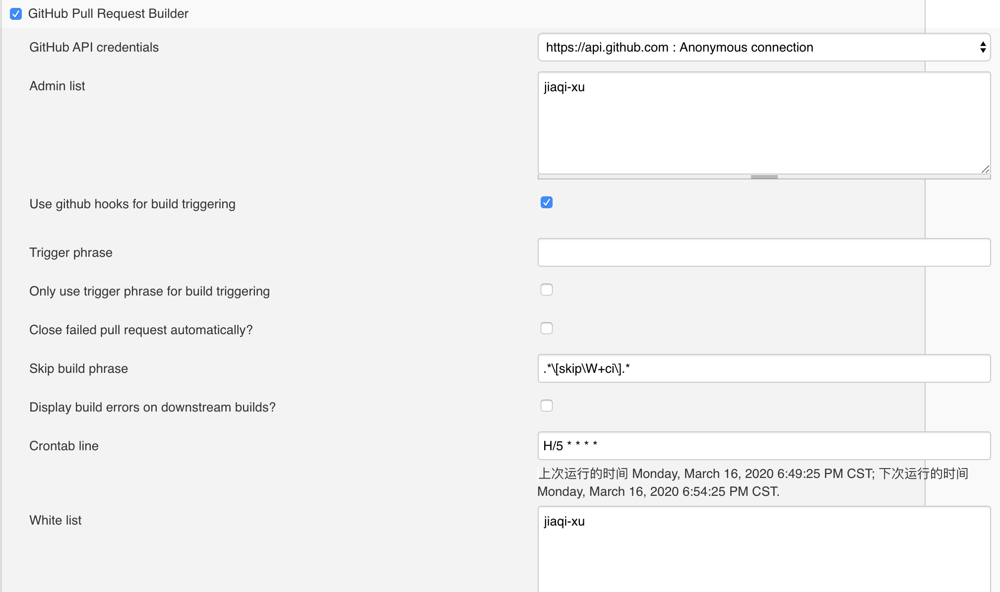 GitHub Pull Request Builder
GitHub API credentials
https://api.github.com : Anonymous connection
Admin list
jiaqi-xu
Use github hooks for build triggering
Trigger phrase
Only use trigger phrase for build triggering
Close failed pull request automatically?
Skip build phrase
.*\[skip\W+ci\].*
Display build errors on downstream builds?
Crontab line
H/5 * * * *
上次运行的时间 Monday, March 16, 2020 6:49:25 PM CST; 下次运行的时间
Monday, March 16, 2020 6:54:25 PM CST.
White list
jiaqi-xu